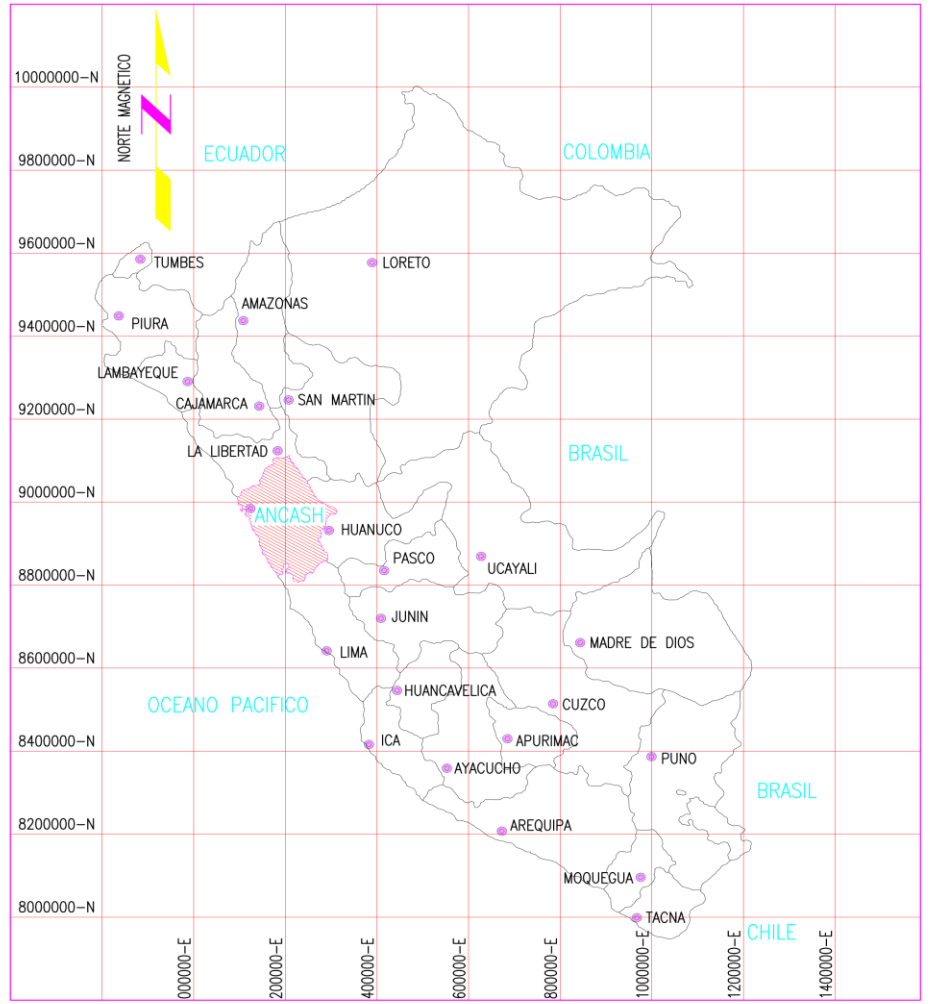 NORTE MAGNETICO
10000000-N
ECUADOR
COLOMBIA
9800000-N
9600000-N
TUMBES
LORETO
AMAZONAS
9400000-N
PIURA
LAMBAYEQUE
CAJAMARCA
SAN MARTIN
9200000-N
LA LIBERTAD
BRASIL
9000000-N
ANCASH
HUANUCO
PASCO
UCAYALI
8800000-N
JUNIN
MADRE DE DIOS
LIMA
8600000-N
HUANCAVELICA
OCEANO PACIFICO
CUZCO
ICA
APURIMAC
8400000-N
PUNO
AYACUCHO
BRASIL
AREQUIPA
8200000-N
MOQUEGUA
8000000-N
TACNA
CHILE
000000-E
200000-E
400000-E
600000-E
800000-E
1000000-E
1200000-E
1400000-E